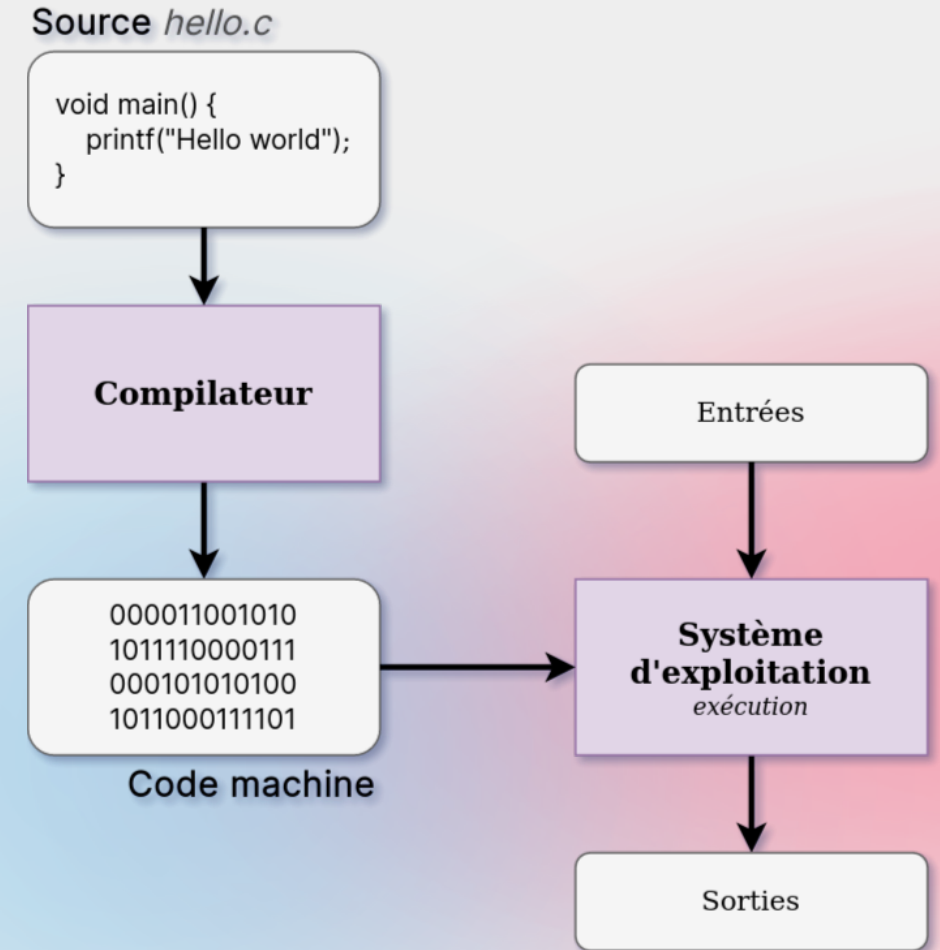 Source hello.c
void main() {
printf("Hello world");
}
Compilateur
000011001010
1011110000111
000101010100
1011000111101
Code machine
Entrées
Système
d'exploitation
exécution
Sorties